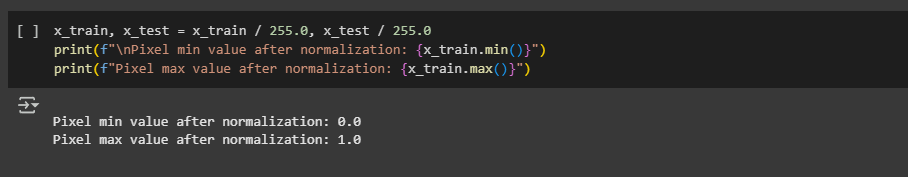 [ ] x_train, x_test = x_train / 255.0, x_test / 255.0
print(f"\nPixel min value after normalization: {x_train.min()}")
print(f"Pixel max value after normalization: {x_train.max()}")
Pixel min value after normalization: 0.0
Pixel max value after normalization: 1.0